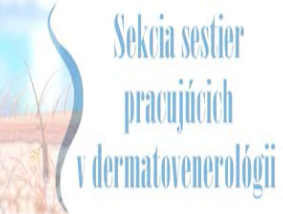 Sekcia sestier
pracujúcich
v dermatovenerológii